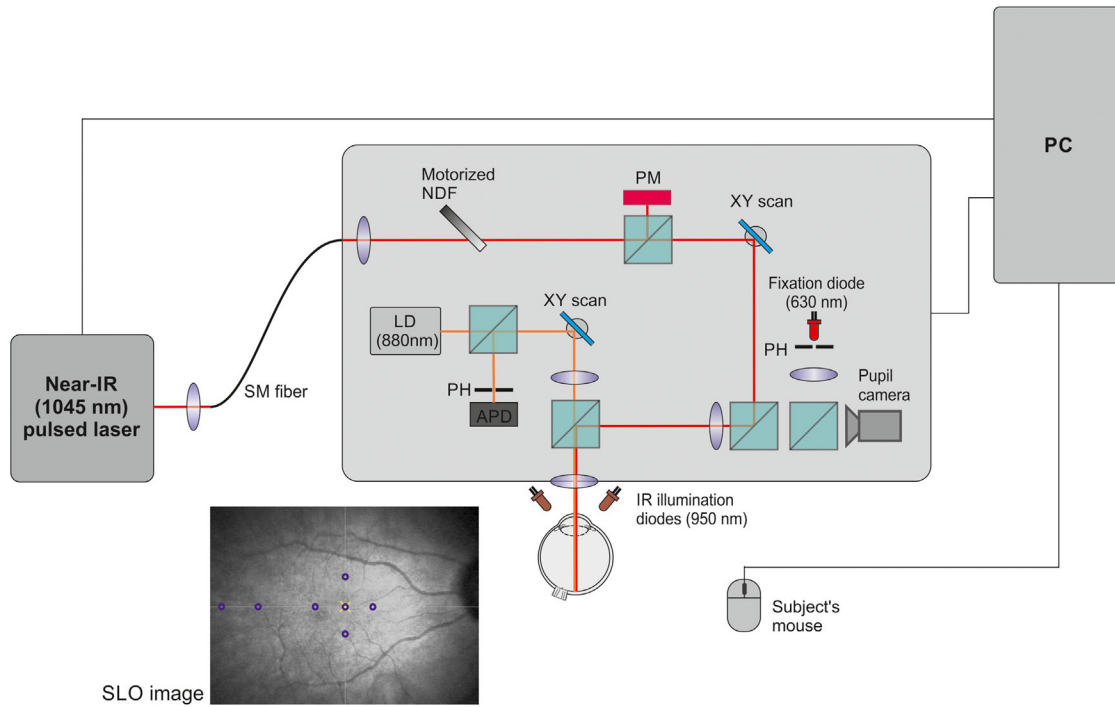 PC
Motorized
NDF
PM
XY scan
Fixation diode
(630 nm)
XY scan
LD
(880nm)
PH
Near-IR
(1045 nm)
pulsed laser
SM fiber
PH
APD
Pupil
camera
IR illumination
diodes (950 nm)
Subject's
mouse
SLO image